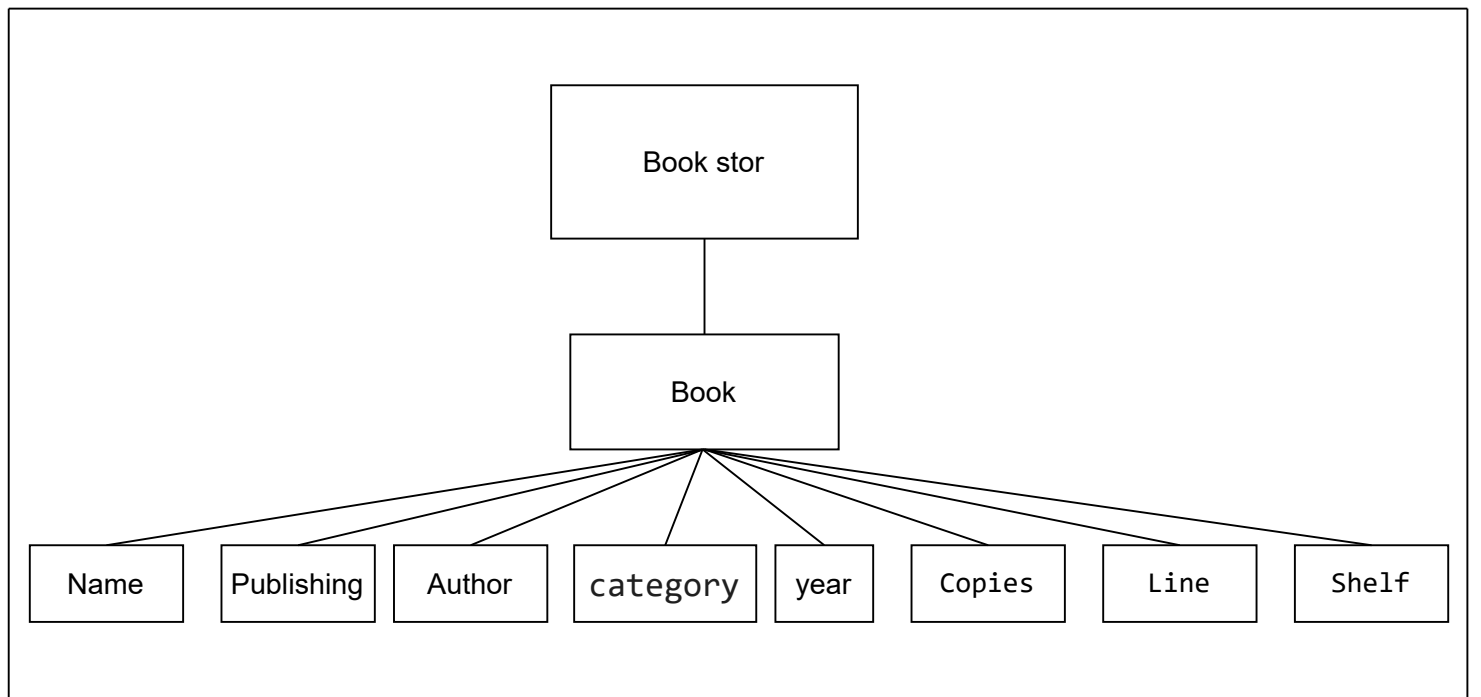 Book stor
Book
Name
Publishing
Author
category
year
Copies
Line
Shelf